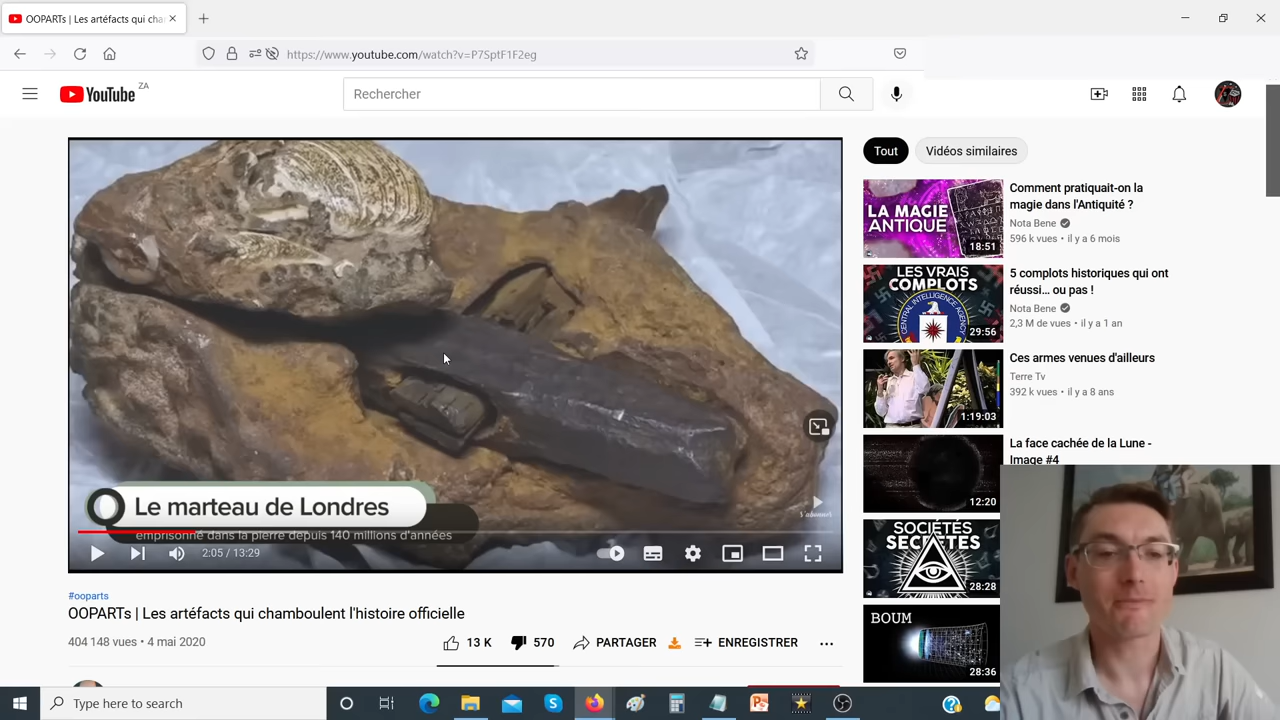 OOPARTs | Les artéfacts qui cha
https://www.youtube.com/watch?v=P7SptF1F2eg
YouTube ZA
Rechercher
Le marteau de Londres
emprisonné dans la pierre depuis 140 millions d'années
2:05 / 13:29
#ooparts
OOPARTs | Les artéfacts qui chamboulent l'histoire officielle
404 148 vues • 4 mai 2020
13 K
570
PARTAGER
ENREGISTRER
Tout
Vidéos similaires
LA MAGIE
ANTIQUE
18:51
Comment pratiquait-on la
magie dans l'Antiquité ?
Nota Bene
596 k vues • il y a 6 mois
LES VRAIS
COMPLOTS
CENTRAL INTELLIGENCE AGENCY
29:56
5 complots historiques qui ont
réussi... ou pas !
Nota Bene
2,3 M de vues • il y a 1 an
1:19:03
Ces armes venues d'ailleurs
Terre Tv
392 k vues • il y a 8 ans
12:20
La face cachée de la Lune -
Image #4
SOCIÉTÉS
SECRÈTES
28:28
BOUM
28:36
Type here to search